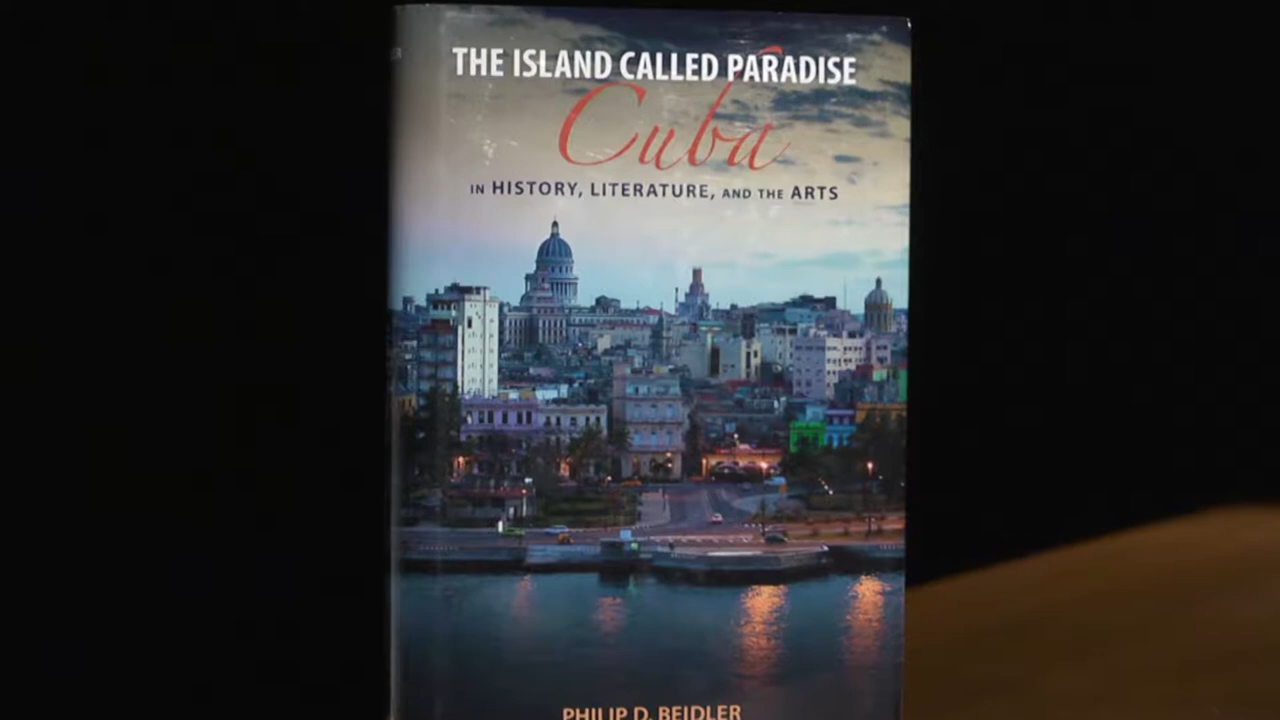 THE ISLAND CALLED PARADISE
Cuba
IN HISTORY, LITERATURE, AND THE ARTS
PHILIP D. BEIDLER